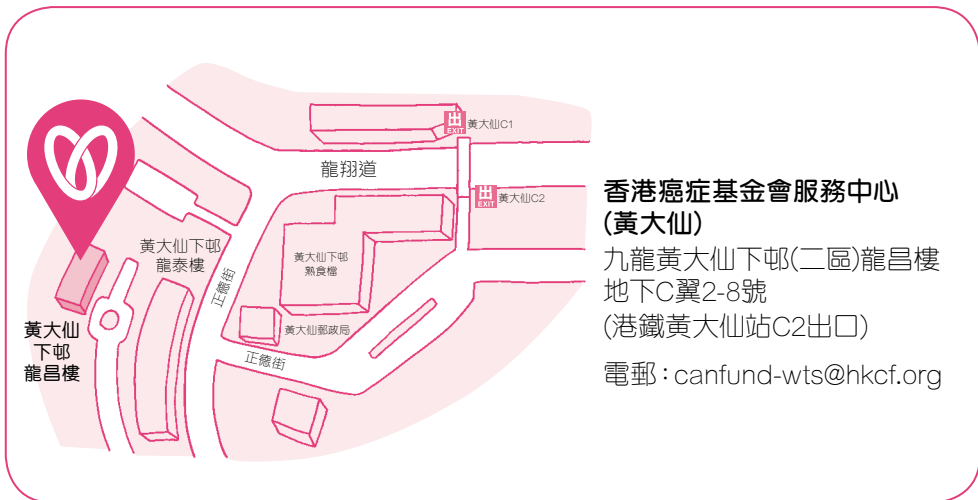 出
EXIT
黃大仙C1
龍翔道
出
EXIT
黃大仙C2
黃大仙下邨
龍泰樓
正德街
黃大仙下邨
熟食檔
黃大仙郵政局
正德街
黃大仙
下邨
龍昌樓
香港癌症基金會服務中心
(黃大仙)
九龍黃大仙下邨(二區)龍昌樓
地下C翼2-8號
(港鐵黃大仙站C2出口)
電郵：canfund-wts@hkcf.org